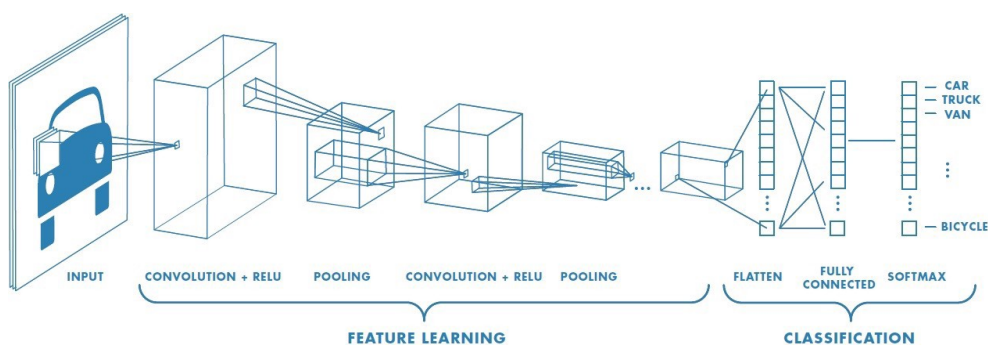 CAR
TRUCK
VAN
BICYCLE
INPUT
CONVOLUTION + RELU
POOLING
CONVOLUTION + RELU
POOLING
FLATTEN
FULLY
CONNECTED
SOFTMAX
FEATURE LEARNING
CLASSIFICATION